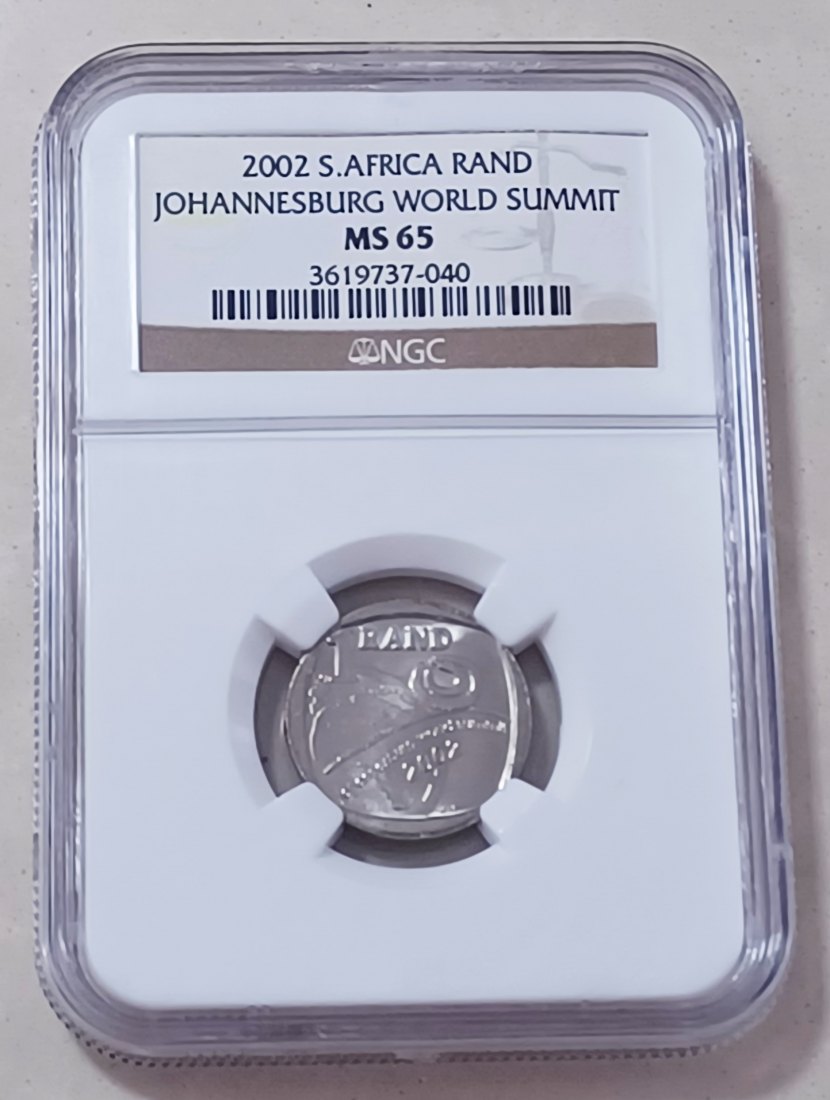 2002 S.AFRICA RAND
JOHANNESBURG WORLD SUMMIT
MS 65
3619737-040
NGC
RAND